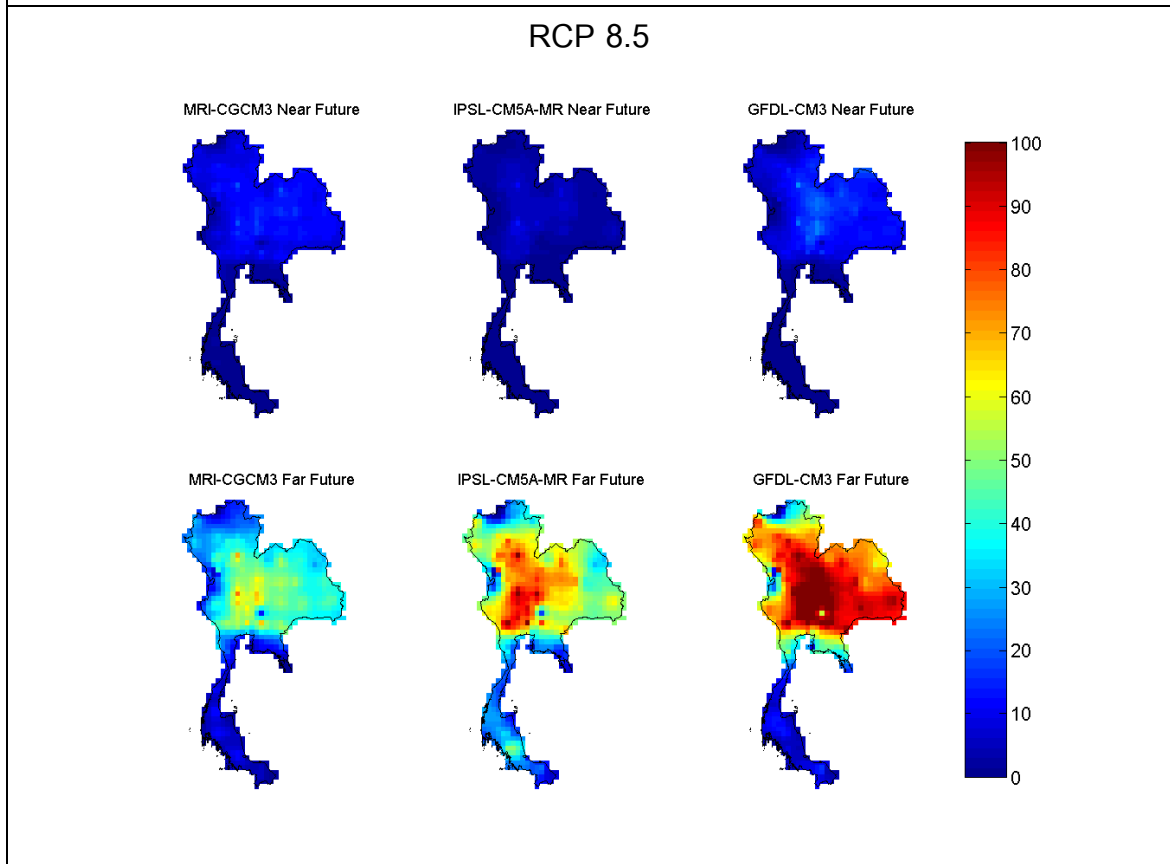 RCP 8.5
MRI-CGCM3 Near Future
IPSL-CM5A-MR Near Future
GFDL-CM3 Near Future
MRI-CGCM3 Far Future
IPSL-CM5A-MR Far Future
GFDL-CM3 Far Future
100
90
80
70
60
50
40
30
20
10
0